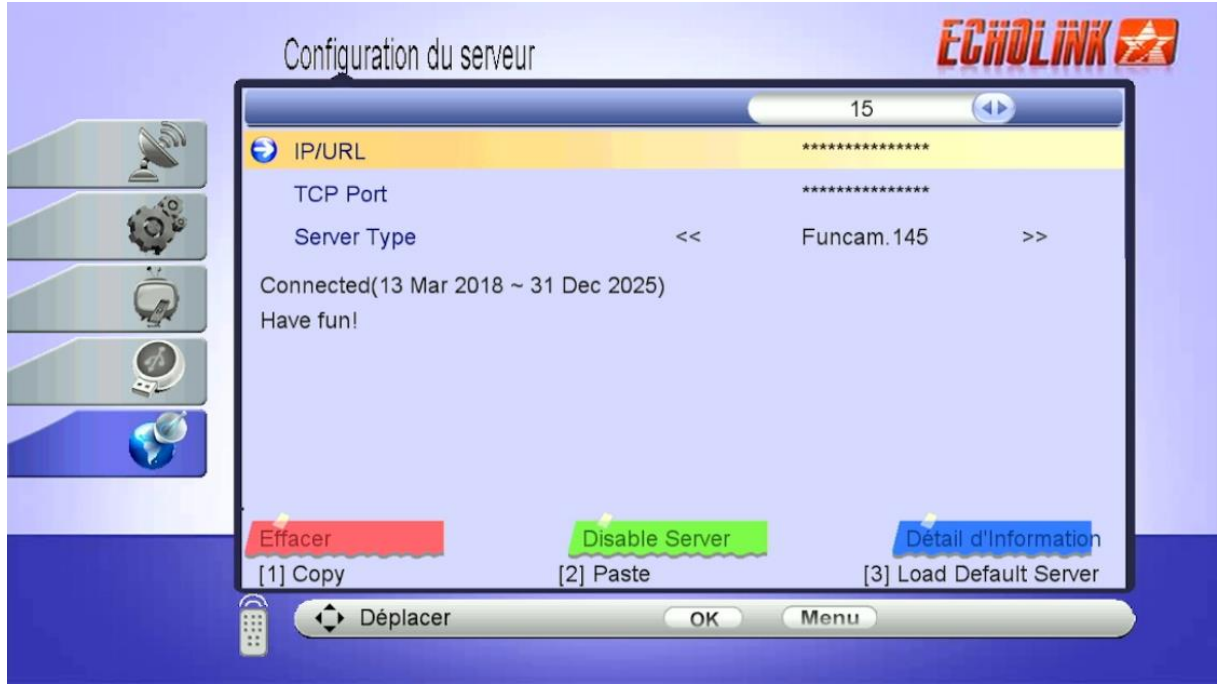 Configuration du serveur
ECHOLINK
15
IP/URL ***************
TCP Port ***************
Server Type << Funcam.145 >>
Connected(13 Mar 2018 ~ 31 Dec 2025)
Have fun!
Effacer Disable Server Détail d'Information
[1] Copy [2] Paste [3] Load Default Server
Déplacer OK Menu